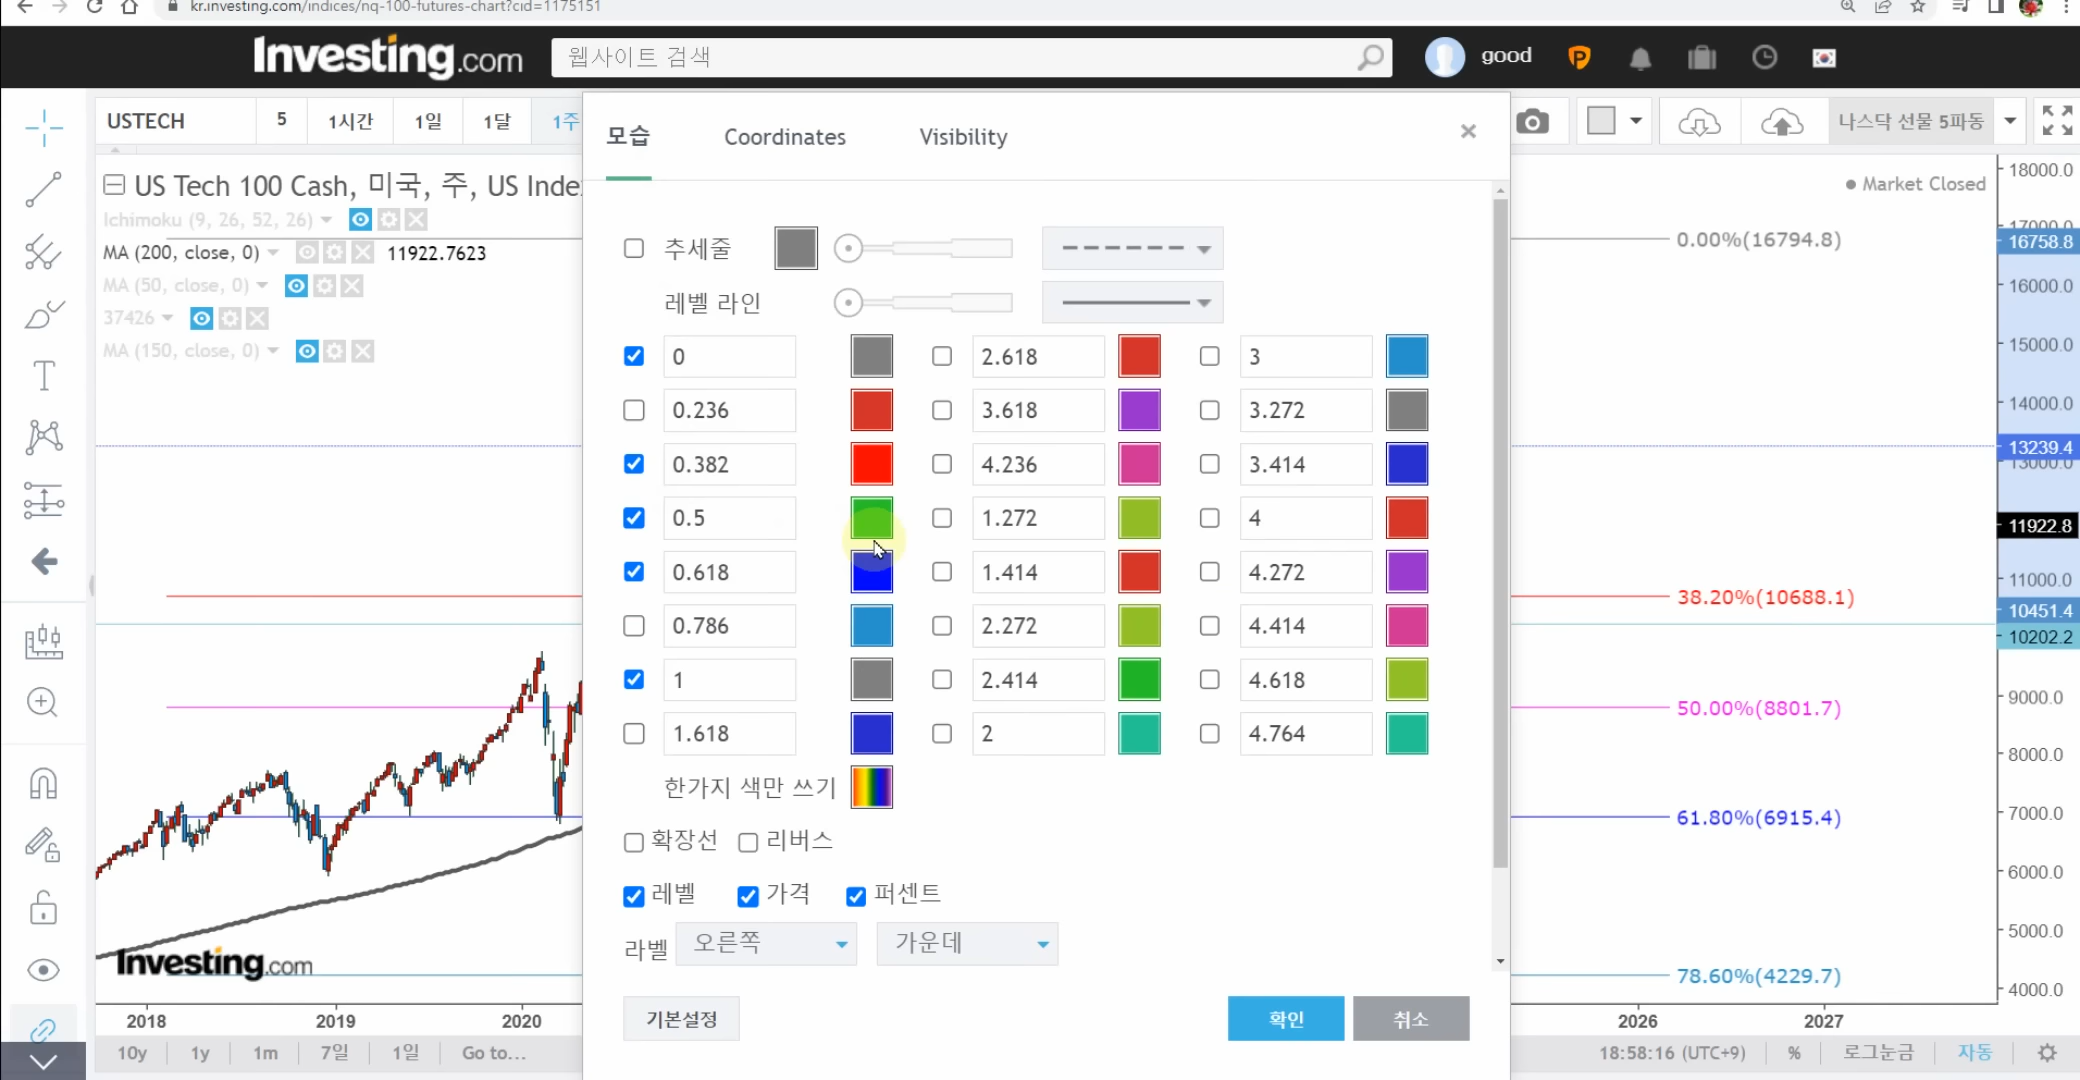 kr.investing.com/indices/nq-100-futures-chart?cid=1175151
Investing.com
웹사이트 검색
good
USTECH
5
1시간
1일
1달
1주
모습
Coordinates
Visibility
나스닥 선물 5파동
US Tech 100 Cash, 미국, 주, US Inde
Market Closed
Ichimoku (9, 26, 52, 26)
MA (200, close, 0)
11922.7623
MA (50, close, 0)
37426
MA (150, close, 0)
추세줄
레벨 라인
0
2.618
3
0.236
3.618
3.272
0.382
4.236
3.414
0.5
1.272
4
0.618
1.414
4.272
0.786
2.272
4.414
1
2.414
4.618
1.618
2
4.764
한가지 색만 쓰기
확장선
리버스
레벨
가격
퍼센트
라벨
오른쪽
가운데
기본설정
확인
취소
0.00%(16794.8)
38.20%(10688.1)
50.00%(8801.7)
61.80%(6915.4)
78.60%(4229.7)
18000.0
17000.0
16758.8
16000.0
15000.0
14000.0
13239.4
13000.0
11922.8
11000.0
10451.4
10202.2
9000.0
8000.0
7000.0
6000.0
5000.0
4000.0
Investing.com
2018
2019
2020
2026
2027
10y
1y
1m
7일
1일
Go to...
18:58:16 (UTC+9)
%
로그눈금
자동